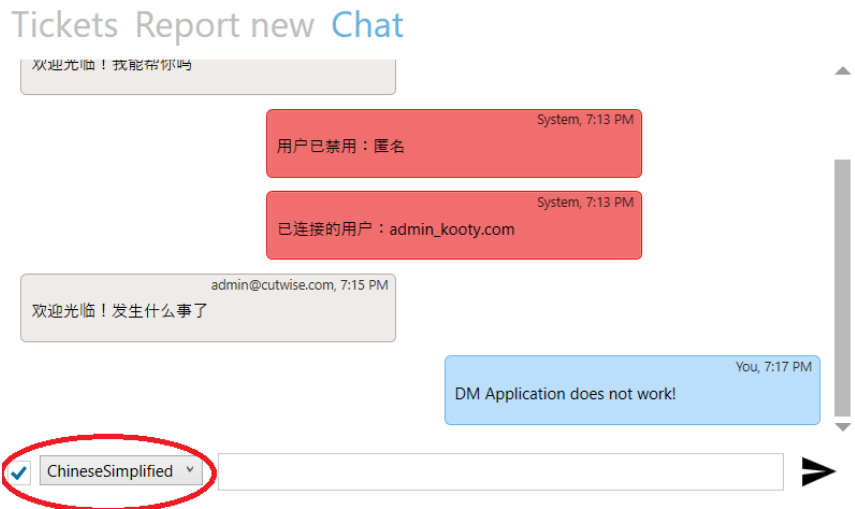 Tickets Report new Chat
欢迎光临！我能帮你吗
System, 7:13 PM
用户已禁用：匿名
System, 7:13 PM
已连接的用户：admin_kooty.com
admin@cutwise.com, 7:15 PM
欢迎光临！发生什么事了
You, 7:17 PM
DM Application does not work!
ChineseSimplified